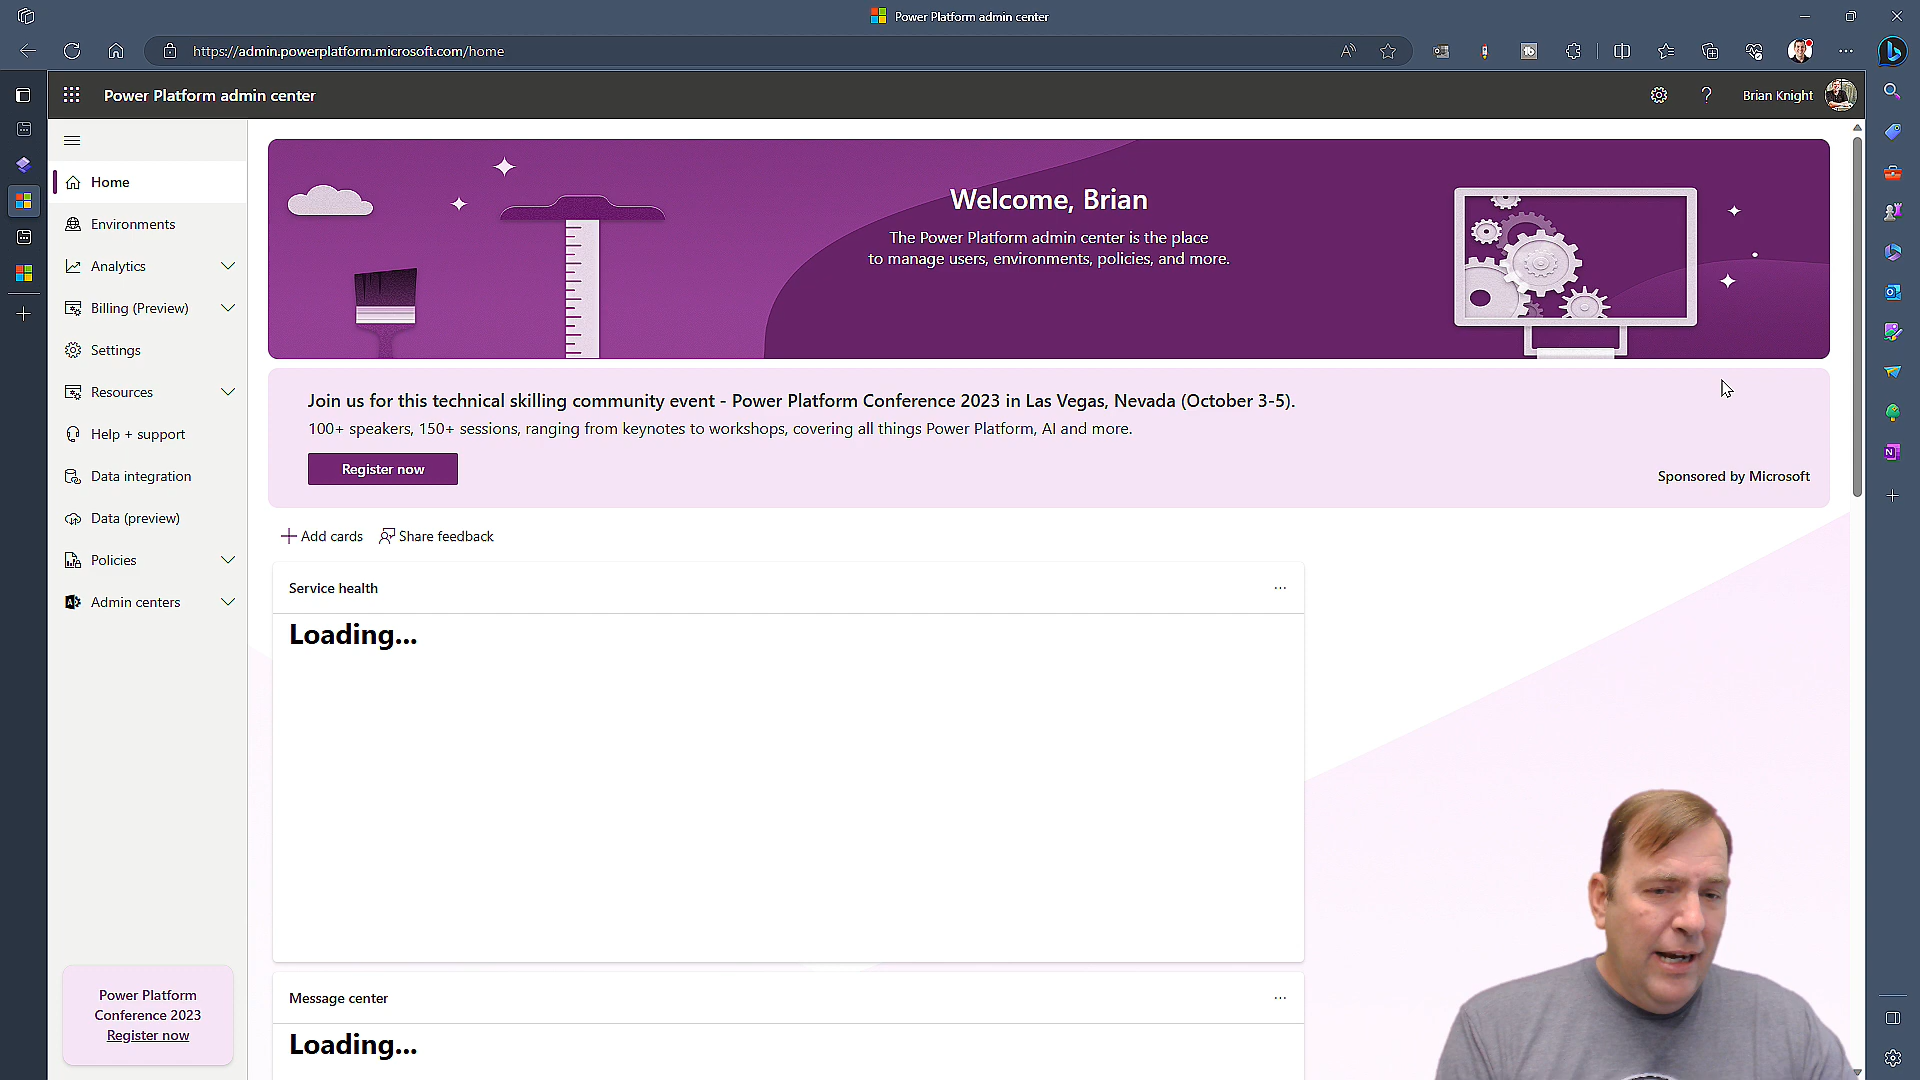 Power Platform admin center
https://admin.powerplatform.microsoft.com/home
Power Platform admin center
Brian Knight
Home
Environments
Analytics
Billing (Preview)
Settings
Resources
Help + support
Data integration
Data (preview)
Policies
Admin centers
Power Platform
Conference 2023
Register now
Welcome, Brian
The Power Platform admin center is the place
to manage users, environments, policies, and more.
Join us for this technical skilling community event - Power Platform Conference 2023 in Las Vegas, Nevada (October 3-5).
100+ speakers, 150+ sessions, ranging from keynotes to workshops, covering all things Power Platform, AI and more.
Register now
Sponsored by Microsoft
Add cards
Share feedback
Service health
Loading...
Message center
Loading...